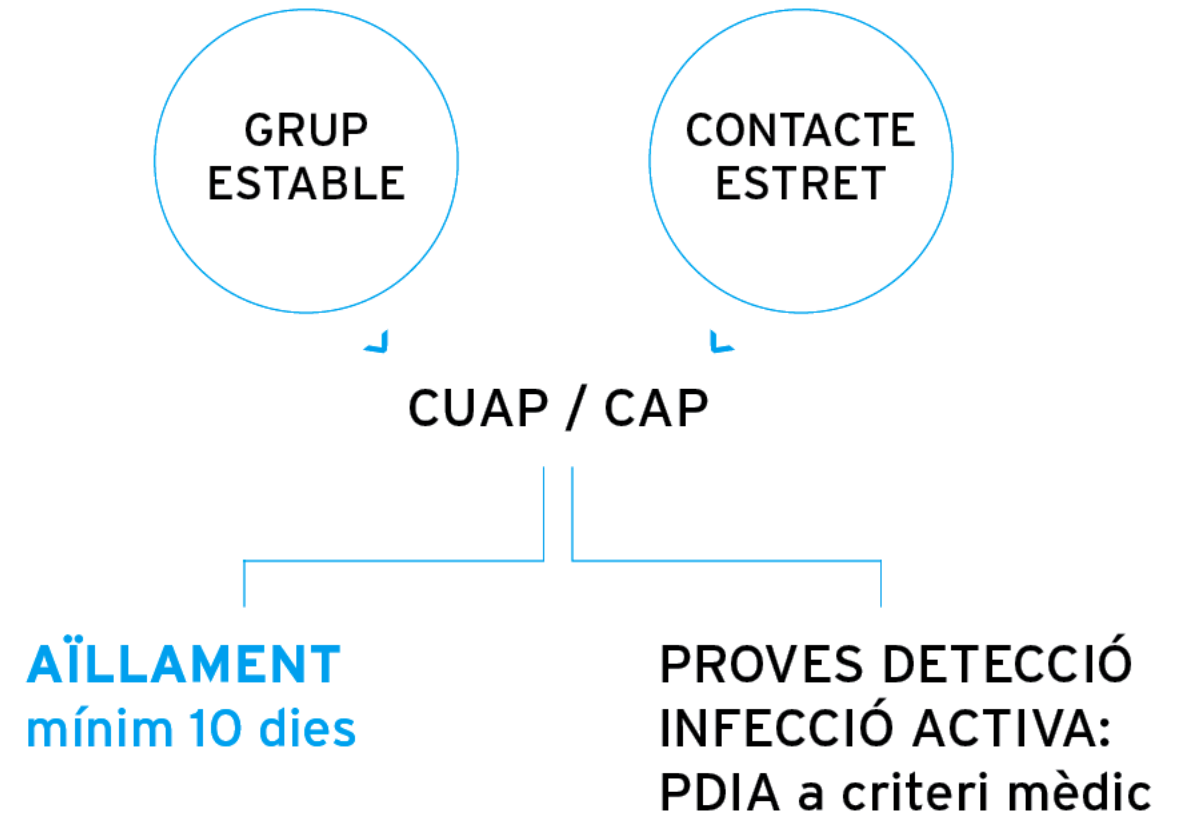 GRUP
ESTABLE
CONTACTE
ESTRET
CUAP / CAP
AÏLLAMENT
mínim 10 dies
PROVES DETECCIÓ
INFECCIÓ ACTIVA:
PDIA a criteri mèdic